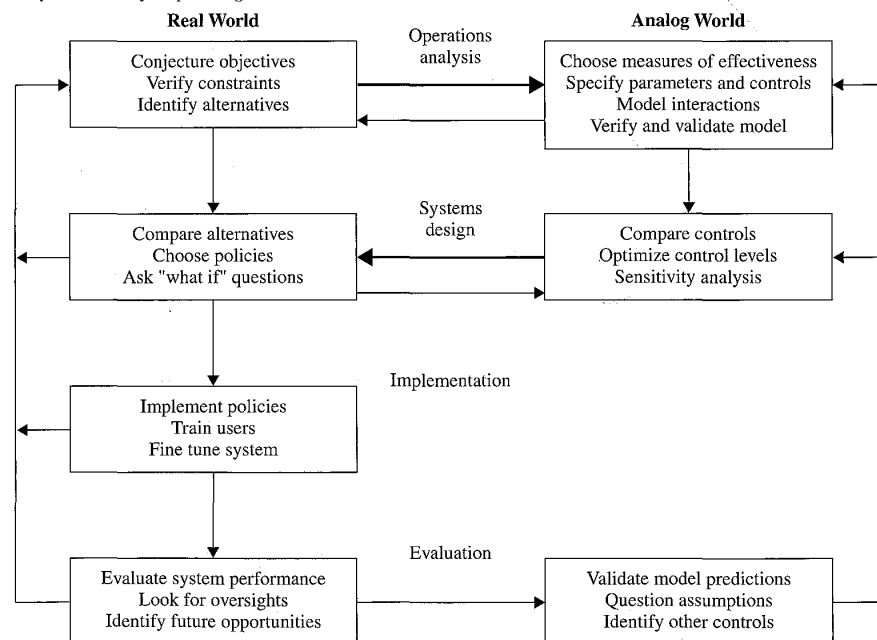 Real World
Analog World
Operations
analysis
Conjecture objectives
Verify constraints
Identify alternatives
Choose measures of effectiveness
Specify parameters and controls
Model interactions
Verify and validate model
Systems
design
Compare alternatives
Choose policies
Ask "what if" questions
Compare controls
Optimize control levels
Sensitivity analysis
Implementation
Implement policies
Train users
Fine tune system
Evaluation
Evaluate system performance
Look for oversights
Identify future opportunities
Validate model predictions
Question assumptions
Identify other controls